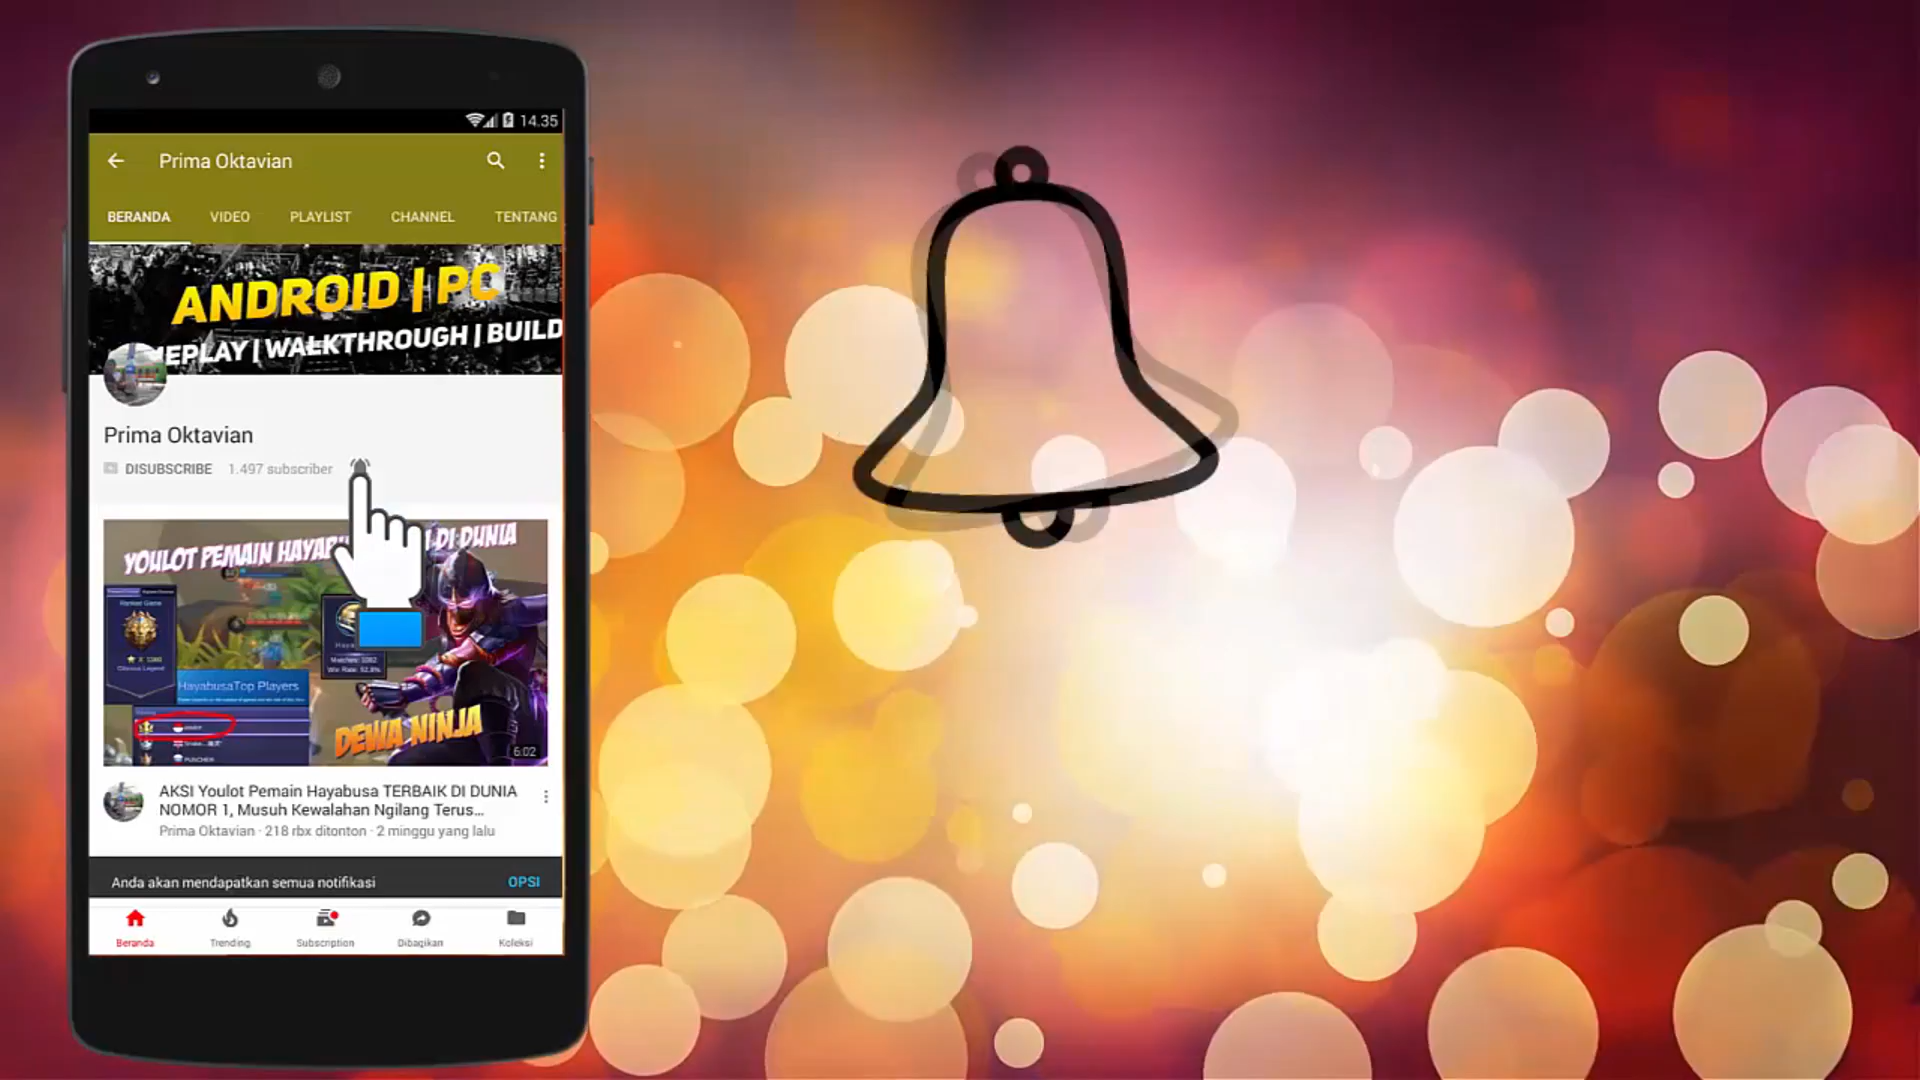 14.35
Prima Oktavian
BERANDA VIDEO PLAYLIST CHANNEL TENTANG
ANDROID | PC
EPLAY | WALKTHROUGH | BUILD
Prima Oktavian
DISUBSCRIBE 1.497 subscriber
YOULOT PEMAIN HAYABU DI DUNIA
Ranked Game
HayabusaTop Players
DEWA NINJA
6:02
AKSI Youlot Pemain Hayabusa TERBAIK DI DUNIA
NOMOR 1, Musuh Kewalahan Ngilang Terus...
Prima Oktavian · 218 rbx ditonton · 2 minggu yang lalu
Anda akan mendapatkan semua notifikasi OPSI
Beranda Trending Subscription Dibagikan Koleksi